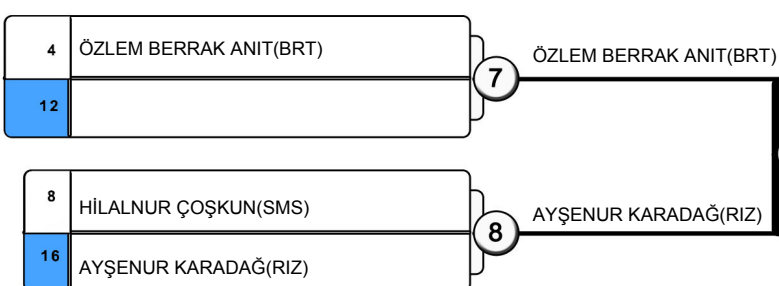 4 ÖZLEM BERRAK ANIT(BRT)
7 ÖZLEM BERRAK ANIT(BRT)
12
8 HİLALNUR ÇOŞKUN(SMS)
8 AYŞENUR KARADAĞ(RIZ)
16 AYŞENUR KARADAĞ(RIZ)